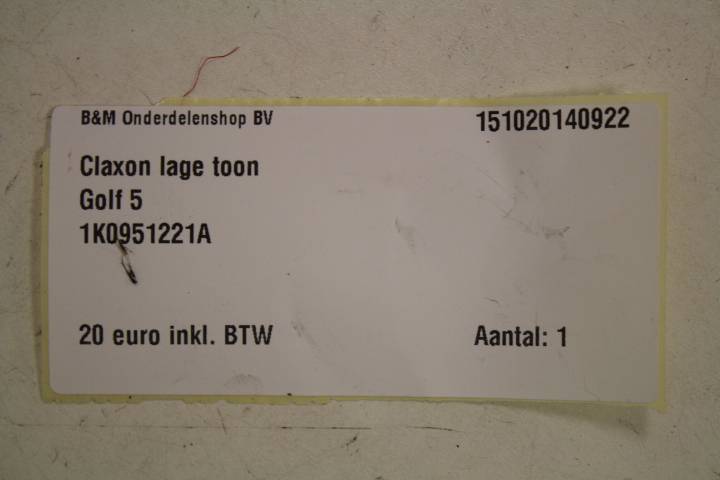 B&M Onderdelenshop BV 151020140922
Claxon lage toon
Golf 5
1K0951221A
20 euro inkl. BTW Aantal: 1